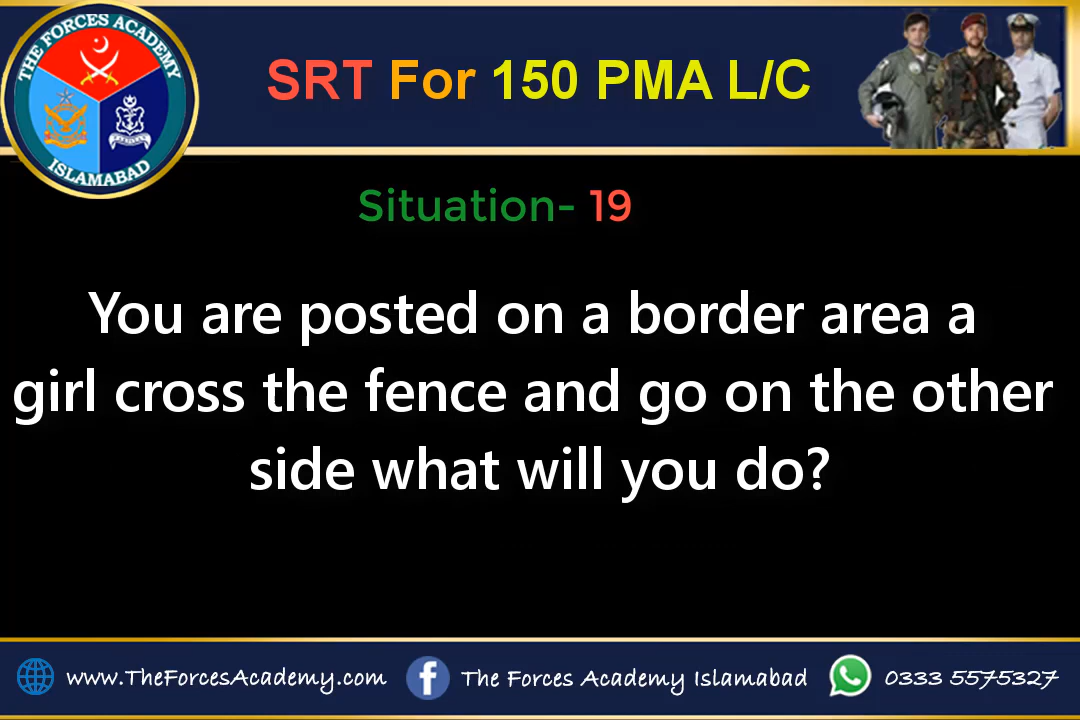 THE FORCES ACADEMY
ISLAMABAD
SRT For 150 PMA L/C
Situation- 19
You are posted on a border area a
girl cross the fence and go on the other
side what will you do?
www.TheForcesAcademy.com
The Forces Academy Islamabad
0333 5575327